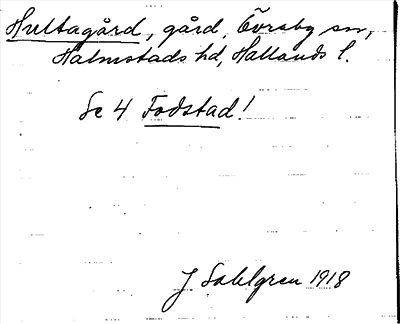 Hultagård, gård, Övraby sn,
Halmstads hd, Hallands l.
Se 4 Fodstad!
J Sahlgren 1918